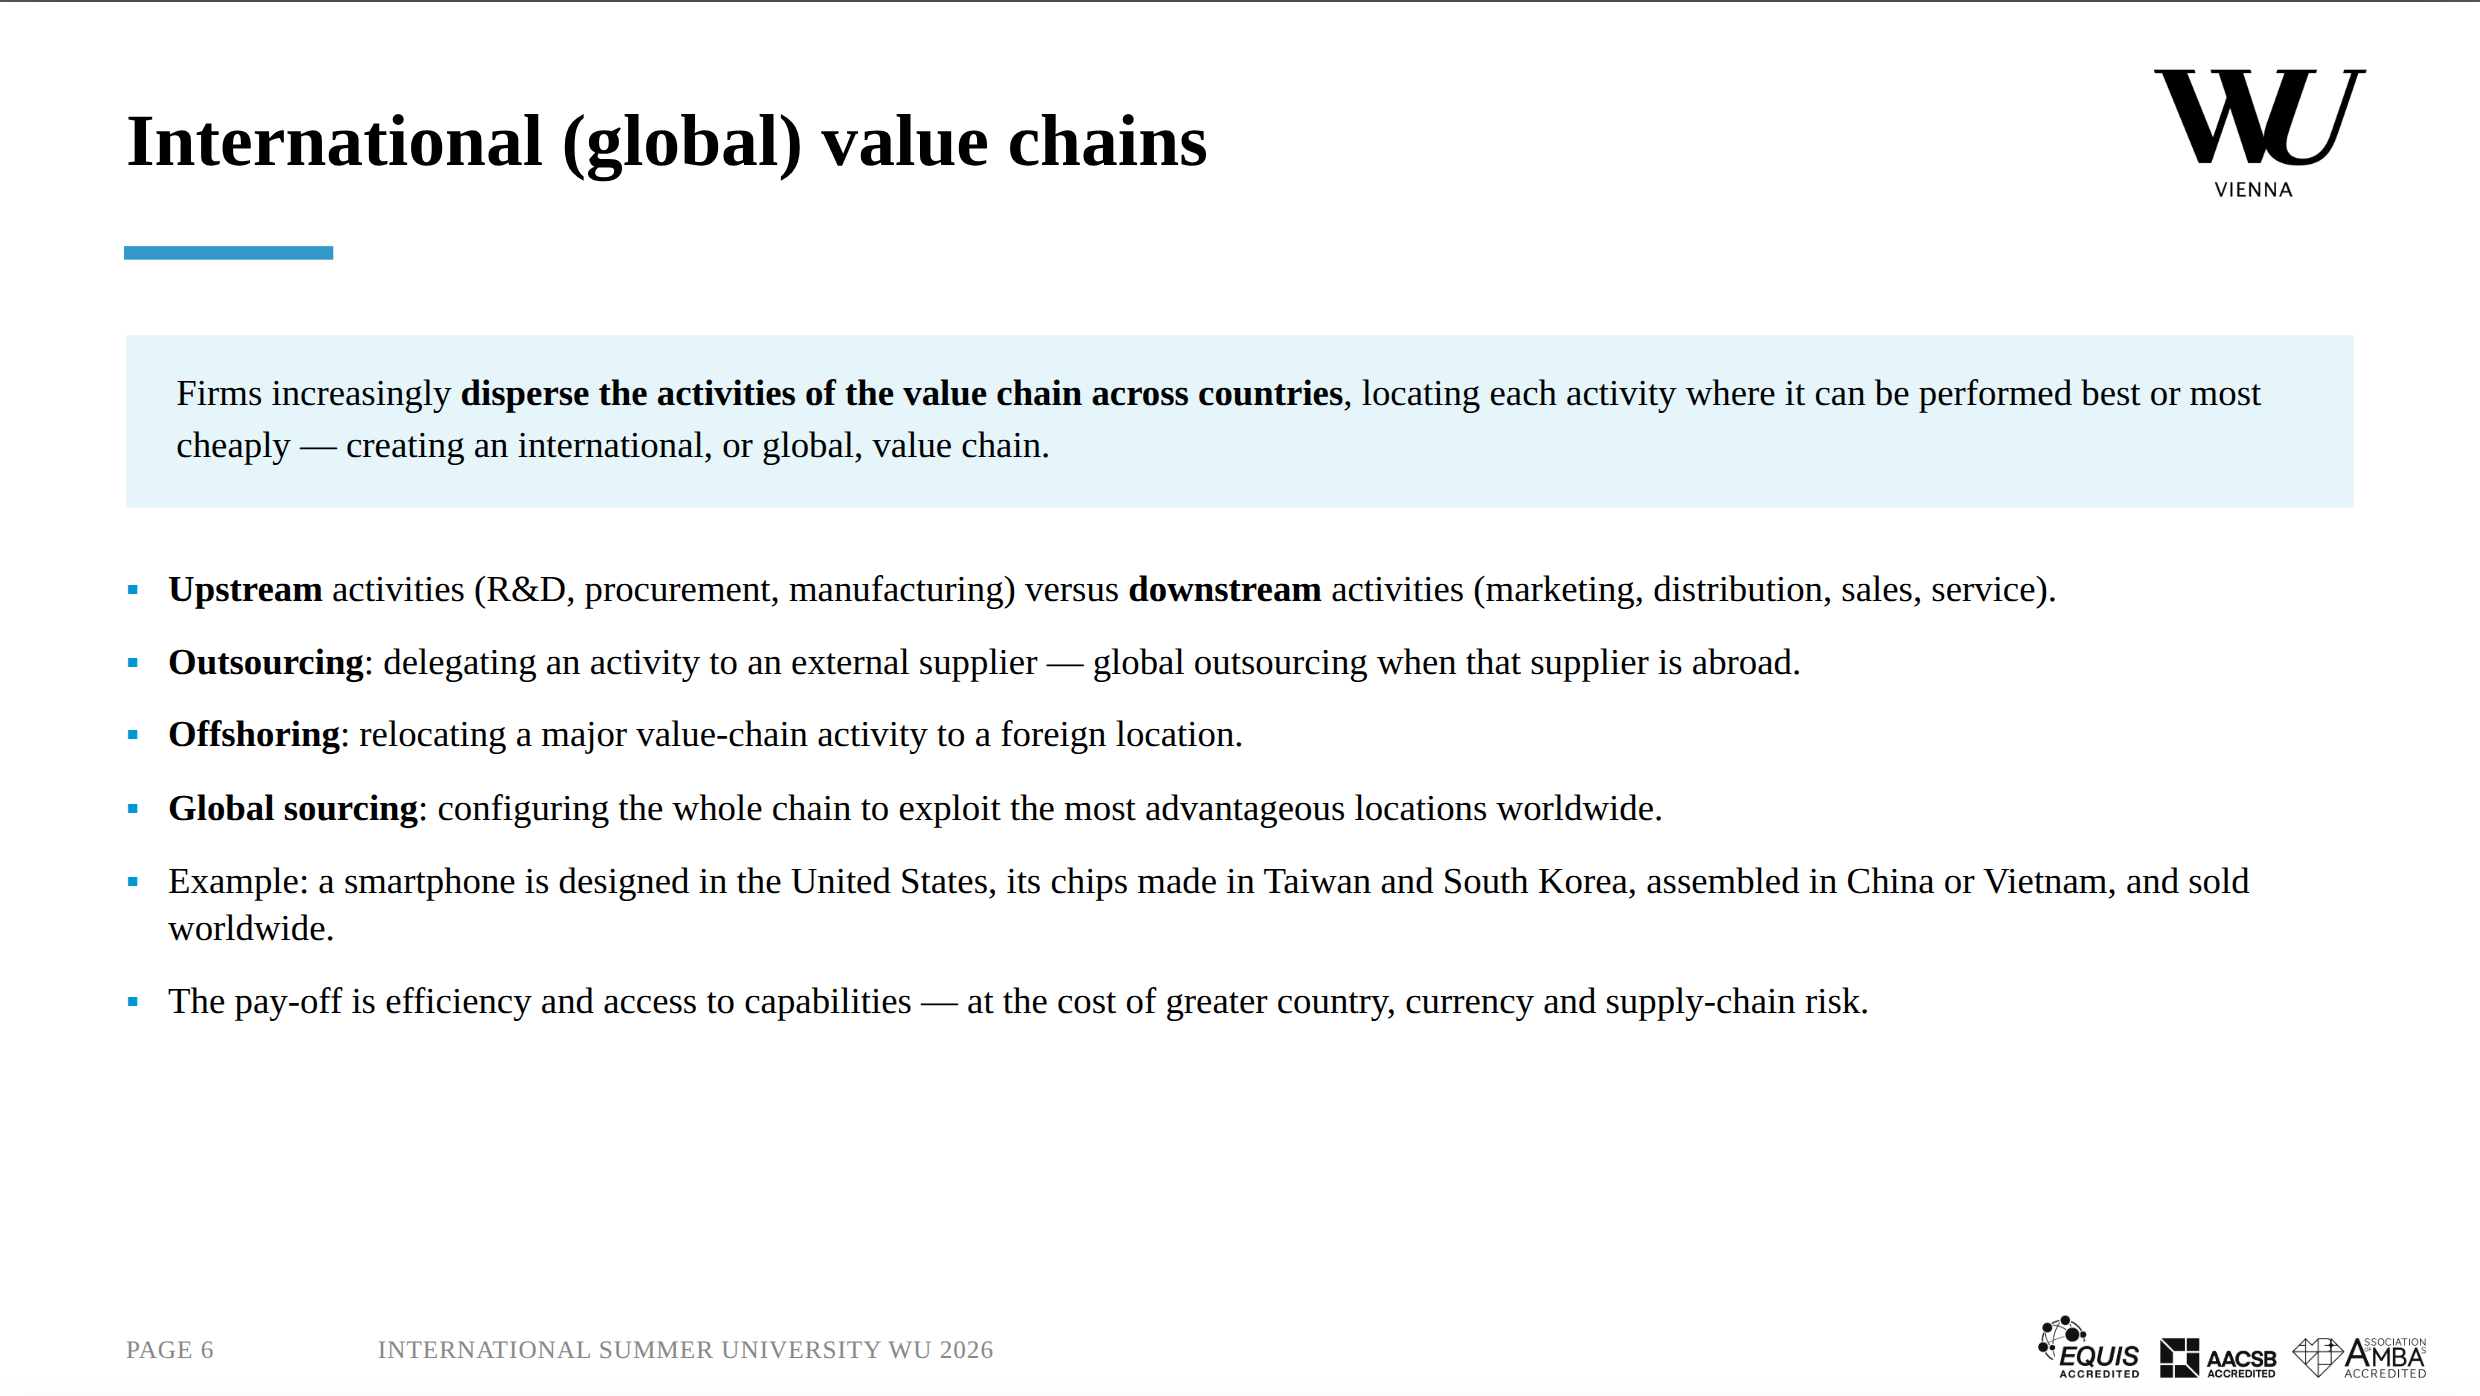 International (global) value chains
WU
VIENNA
Firms increasingly disperse the activities of the value chain across countries, locating each activity where it can be performed best or most
cheaply — creating an international, or global, value chain.
▪ Upstream activities (R&D, procurement, manufacturing) versus downstream activities (marketing, distribution, sales, service).
▪ Outsourcing: delegating an activity to an external supplier — global outsourcing when that supplier is abroad.
▪ Offshoring: relocating a major value-chain activity to a foreign location.
▪ Global sourcing: configuring the whole chain to exploit the most advantageous locations worldwide.
▪ Example: a smartphone is designed in the United States, its chips made in Taiwan and South Korea, assembled in China or Vietnam, and sold
worldwide.
▪ The pay-off is efficiency and access to capabilities — at the cost of greater country, currency and supply-chain risk.
PAGE 6
INTERNATIONAL SUMMER UNIVERSITY WU 2026
EQUIS
ACCREDITED
AACSB
ACCREDITED
ASSOCIATION
OF
AMBAS
ACCREDITED